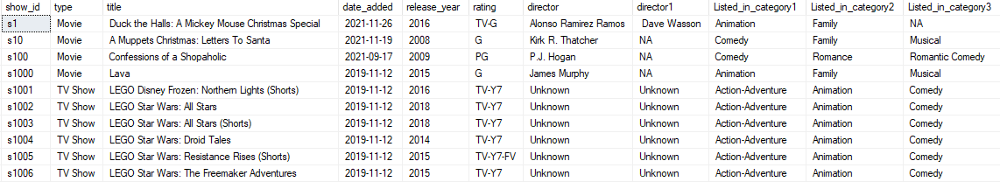 show_id type title date_added release_year rating director director1 Listed_in_category1 Listed_in_category2 Listed_in_category3
s1 Movie Duck the Halls: A Mickey Mouse Christmas Special 2021-11-26 2016 TV-G Alonso Ramirez Ramos Dave Wasson Animation Family NA
s10 Movie A Muppets Christmas: Letters To Santa 2021-11-19 2008 G Kirk R. Thatcher NA Comedy Family Musical
s100 Movie Confessions of a Shopaholic 2021-09-17 2009 PG P.J. Hogan NA Comedy Romance Romantic Comedy
s1000 Movie Lava 2019-11-12 2015 G James Murphy NA Animation Family Musical
s1001 TV Show LEGO Disney Frozen: Northern Lights (Shorts) 2019-11-12 2016 TV-Y7 Unknown Unknown Action-Adventure Animation Comedy
s1002 TV Show LEGO Star Wars: All Stars 2019-11-12 2018 TV-Y7 Unknown Unknown Action-Adventure Animation Comedy
s1003 TV Show LEGO Star Wars: All Stars (Shorts) 2019-11-12 2018 TV-Y7 Unknown Unknown Action-Adventure Animation Comedy
s1004 TV Show LEGO Star Wars: Droid Tales 2019-11-12 2014 TV-Y7 Unknown Unknown Action-Adventure Animation Comedy
s1005 TV Show LEGO Star Wars: Resistance Rises (Shorts) 2019-11-12 2015 TV-Y7-FV Unknown Unknown Action-Adventure Animation Comedy
s1006 TV Show LEGO Star Wars: The Freemaker Adventures 2019-11-12 2015 TV-Y7 Unknown Unknown Action-Adventure Animation Comedy